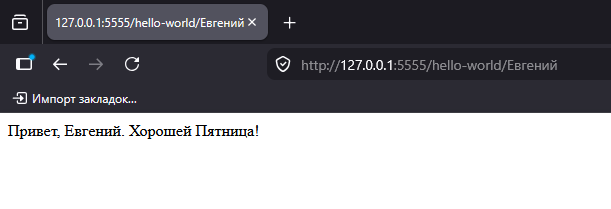 127.0.0.1:5555/hello-world/Евгений
http://127.0.0.1:5555/hello-world/Евгений
Импорт закладок...
Привет, Евгений. Хорошей Пятница!